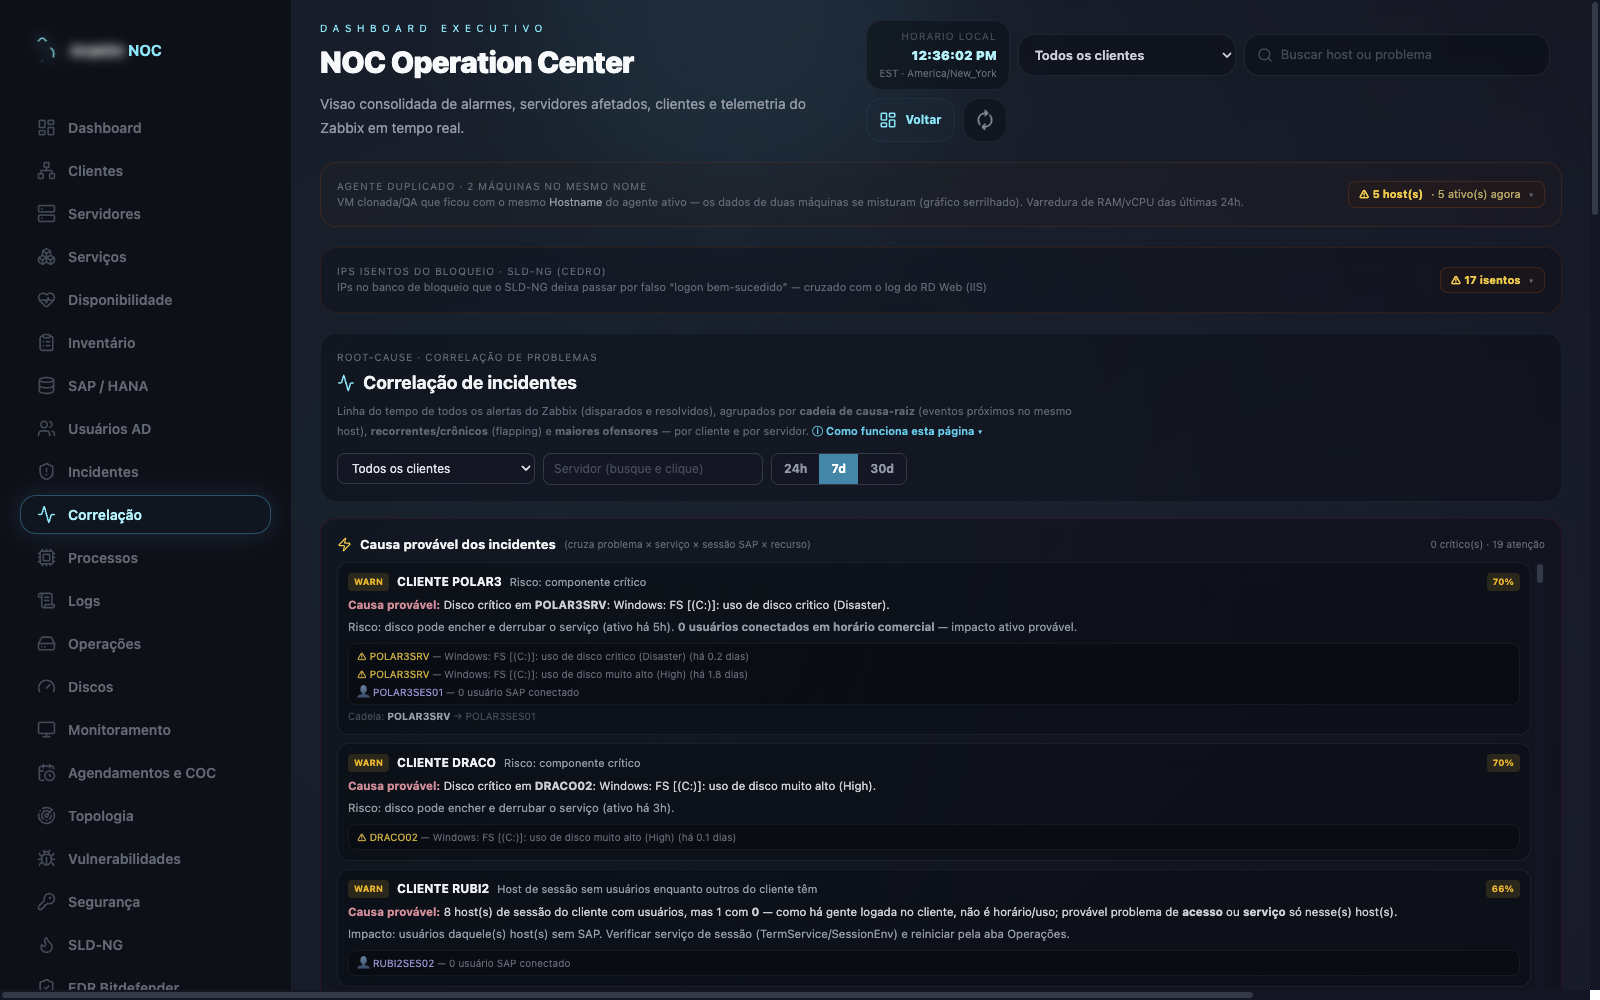 NOC
Dashboard
Clientes
Servidores
Serviços
Disponibilidade
Inventário
SAP / HANA
Usuários AD
Incidentes
Correlação
Processos
Logs
Operações
Discos
Monitoramento
Agendamentos e COC
Topologia
Vulnerabilidades
Segurança
SLD-NG
EDR Bitdefender
DASHBOARD EXECUTIVO
NOC Operation Center
Visao consolidada de alarmes, servidores afetados, clientes e telemetria do
Zabbix em tempo real.
HORARIO LOCAL
12:36:02 PM
EST · America/New_York
Todos os clientes
Buscar host ou problema
Voltar
AGENTE DUPLICADO · 2 MÁQUINAS NO MESMO NOME
VM clonada/QA que ficou com o mesmo Hostname do agente ativo — os dados de duas máquinas se misturam (gráfico serrilhado). Varredura de RAM/vCPU das últimas 24h.
⚠ 5 host(s) · 5 ativo(s) agora ▾
IPS ISENTOS DO BLOQUEIO · SLD-NG (CEDRO)
IPs no banco de bloqueio que o SLD-NG deixa passar por falso "logon bem-sucedido" — cruzado com o log do RD Web (IIS)
⚠ 17 isentos ▾
ROOT-CAUSE · CORRELAÇÃO DE PROBLEMAS
Correlação de incidentes
Linha do tempo de todos os alertas do Zabbix (disparados e resolvidos), agrupados por cadeia de causa-raiz (eventos próximos no mesmo
host), recorrentes/crônicos (flapping) e maiores ofensores — por cliente e por servidor. ⓘ Como funciona esta página ▾
Todos os clientes
Servidor (busque e clique)
24h 7d 30d
Causa provável dos incidentes (cruza problema × serviço × sessão SAP × recurso)
0 crítico(s) · 19 atenção
WARN CLIENTE POLAR3 Risco: componente crítico 70%
Causa provável: Disco crítico em POLAR3SRV: Windows: FS [(C:)]: uso de disco critico (Disaster).
Risco: disco pode encher e derrubar o serviço (ativo há 5h). 0 usuários conectados em horário comercial — impacto ativo provável.
⚠ POLAR3SRV — Windows: FS [(C:)]: uso de disco critico (Disaster) (há 0.2 dias)
⚠ POLAR3SRV — Windows: FS [(C:)]: uso de disco muito alto (High) (há 1.8 dias)
👤 POLAR3SES01 — 0 usuário SAP conectado
Cadeia: POLAR3SRV → POLAR3SES01
WARN CLIENTE DRACO Risco: componente crítico 70%
Causa provável: Disco crítico em DRACO02: Windows: FS [(C:)]: uso de disco muito alto (High).
Risco: disco pode encher e derrubar o serviço (ativo há 3h).
⚠ DRACO02 — Windows: FS [(C:)]: uso de disco muito alto (High) (há 0.1 dias)
WARN CLIENTE RUBI2 Host de sessão sem usuários enquanto outros do cliente têm 66%
Causa provável: 8 host(s) de sessão do cliente com usuários, mas 1 com 0 — como há gente logada no cliente, não é horário/uso; provável problema de acesso ou serviço só nesse(s) host(s).
Impacto: usuários daquele(s) host(s) sem SAP. Verificar serviço de sessão (TermService/SessionEnv) e reiniciar pela aba Operações.
👤 RUBI2SES02 — 0 usuário SAP conectado